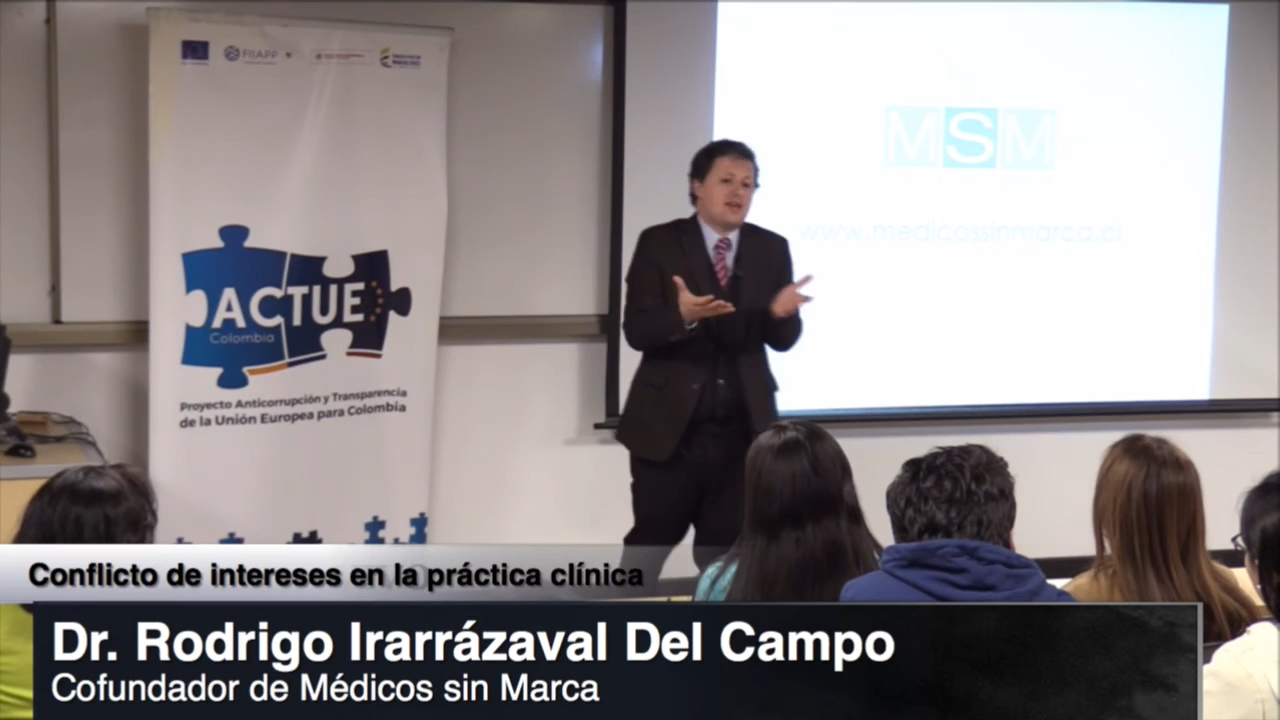 FIIAPP
ACTUE
Colombia
Proyecto Anticorrupción y Transparencia
de la Unión Europea para Colombia
MSM
www.medicossinmarca.cl
Conflicto de intereses en la práctica clínica
Dr. Rodrigo Irarrázaval Del Campo
Cofundador de Médicos sin Marca